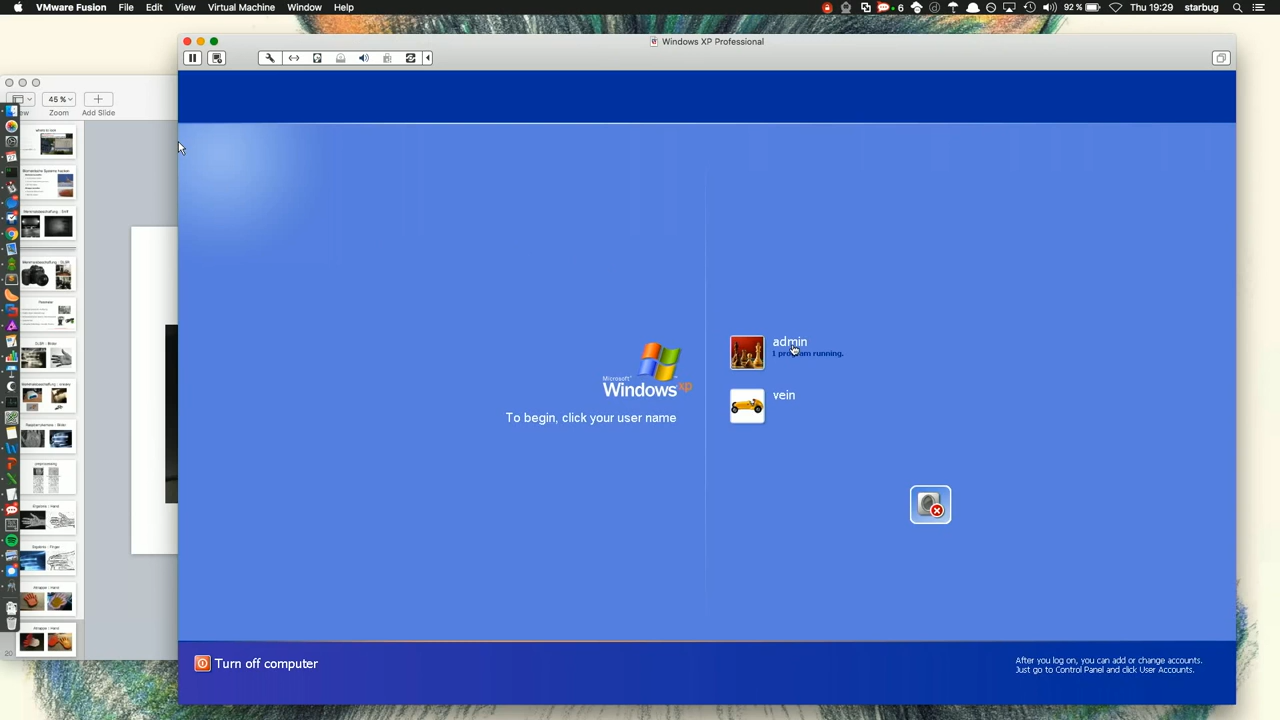 VMware Fusion File Edit View Virtual Machine Window Help 6 92% Thu 19:29 starbug
Windows XP Professional
45%
Zoom Add Slide
Microsoft
Windows xp
To begin, click your user name
admin
1 program running.
vein
Turn off computer
After you log on, you can add or change accounts.
Just go to Control Panel and click User Accounts.
20